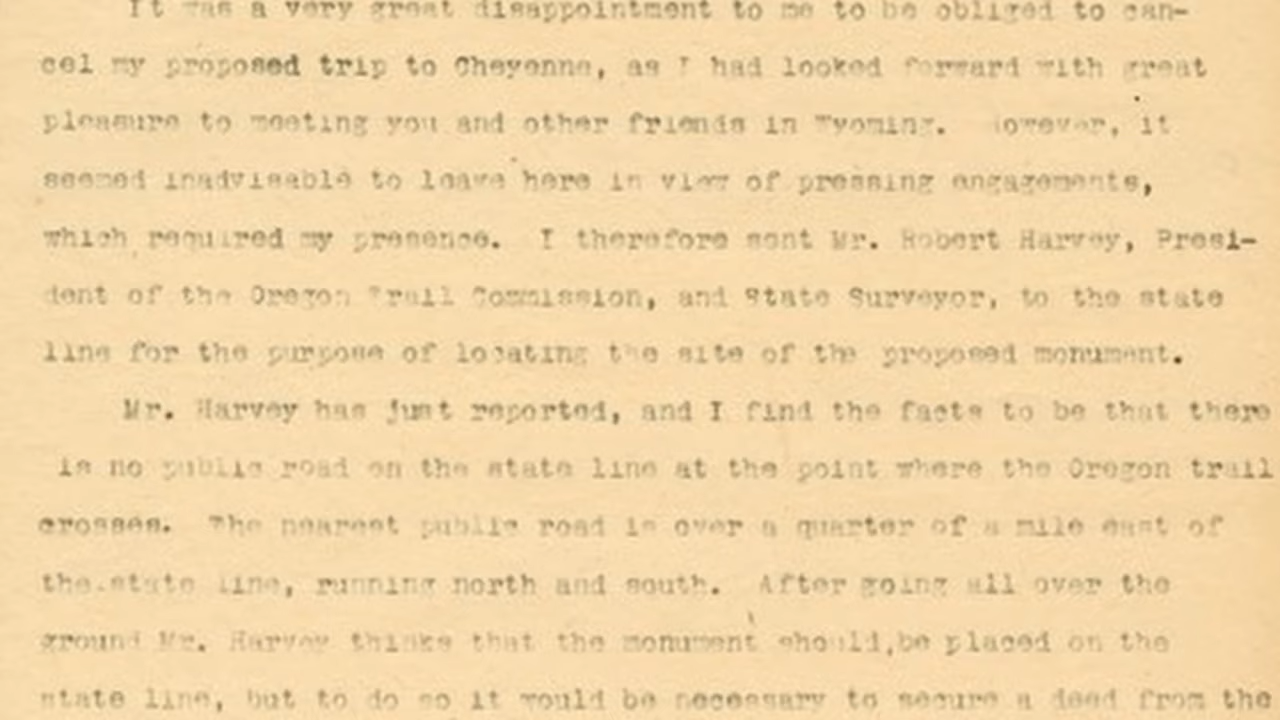 It was a very great disappointment to me to be obliged to can-
cel my proposed trip to Cheyenne, as I had looked forward with great
pleasure to meeting you and other friends in Wyoming. However, it
seemed inadvisable to leave here in view of pressing engagements,
which required my presence. I therefore sent Mr. Robert Harvey, Presi-
dent of the Oregon Trail Commission, and State Surveyor, to the state
line for the purpose of locating the site of the proposed monument.
Mr. Harvey has just reported, and I find the facts to be that there
is no public road on the state line at the point where the Oregon trail
crosses. The nearest public road is over a quarter of a mile east of
the state line, running north and south. After going all over the
ground Mr. Harvey thinks that the monument should be placed on the
state line, but to do so it would be necessary to secure a deed from the